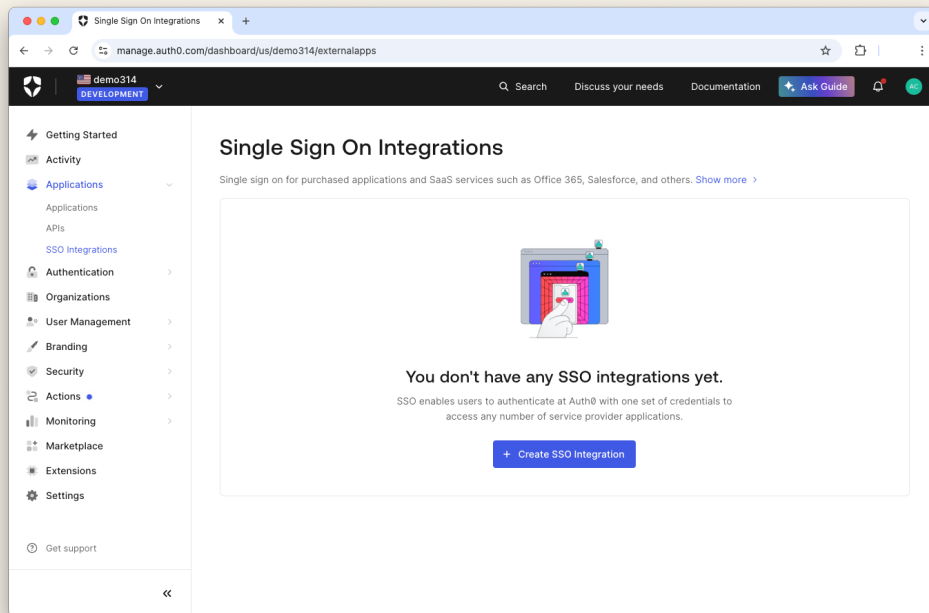 Single Sign On Integrations
manage.auth0.com/dashboard/us/demo314/externalapps
demo314
DEVELOPMENT
Search
Discuss your needs
Documentation
Ask Guide
AC
Getting Started
Activity
Applications
Applications
APIs
SSO Integrations
Authentication
Organizations
User Management
Branding
Security
Actions
Monitoring
Marketplace
Extensions
Settings
Get support
Single Sign On Integrations
Single sign on for purchased applications and SaaS services such as Office 365, Salesforce, and others. Show more
You don't have any SSO integrations yet.
SSO enables users to authenticate at Auth0 with one set of credentials to
access any number of service provider applications.
+ Create SSO Integration